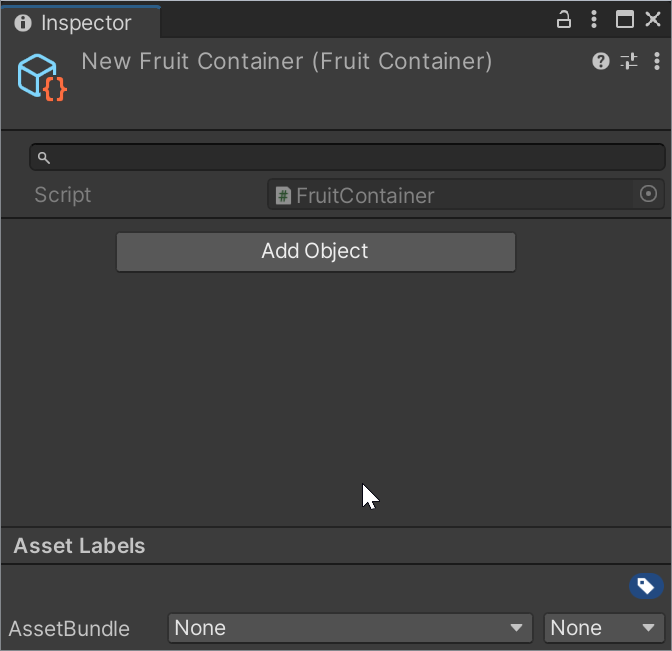 Inspector
New Fruit Container (Fruit Container)
Script
FruitContainer
Add Object
Asset Labels
AssetBundle
None
None